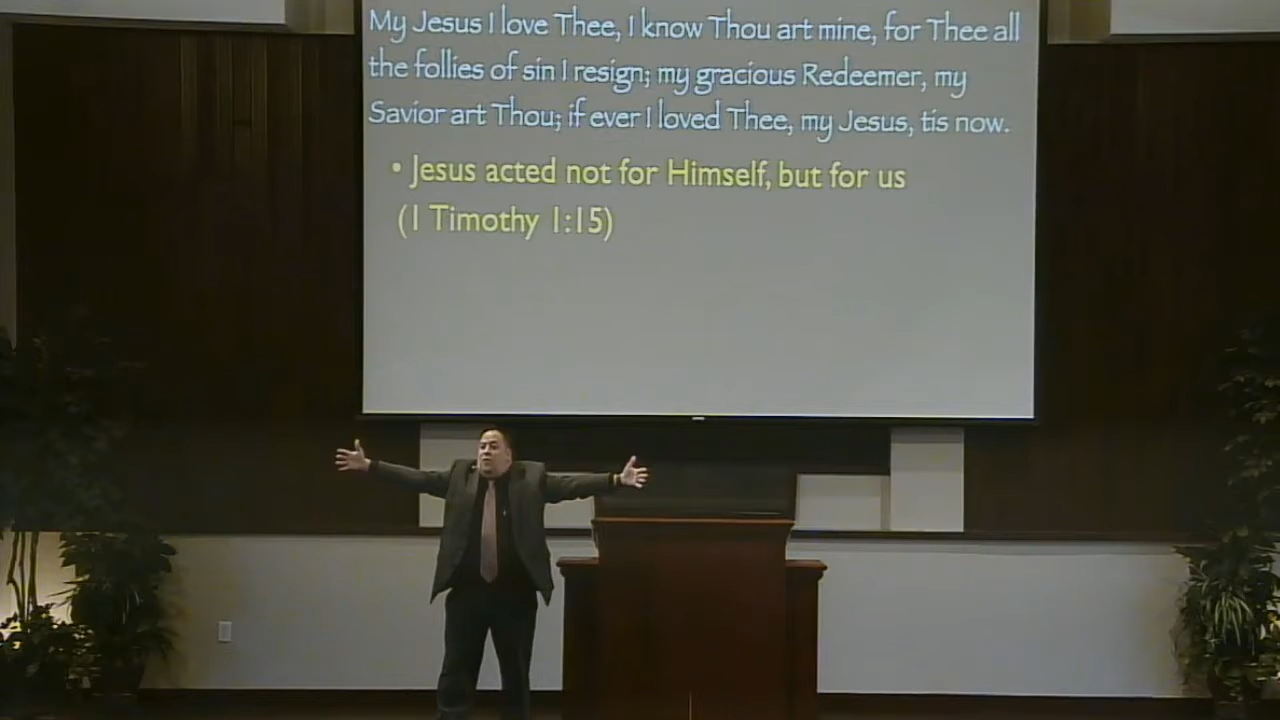 My Jesus I love Thee, I know Thou art mine, for Thee all
the follies of sin I resign; my gracious Redeemer, my
Savior art Thou; if ever I loved Thee, my Jesus, tis now.
• Jesus acted not for Himself, but for us
(1 Timothy 1:15)